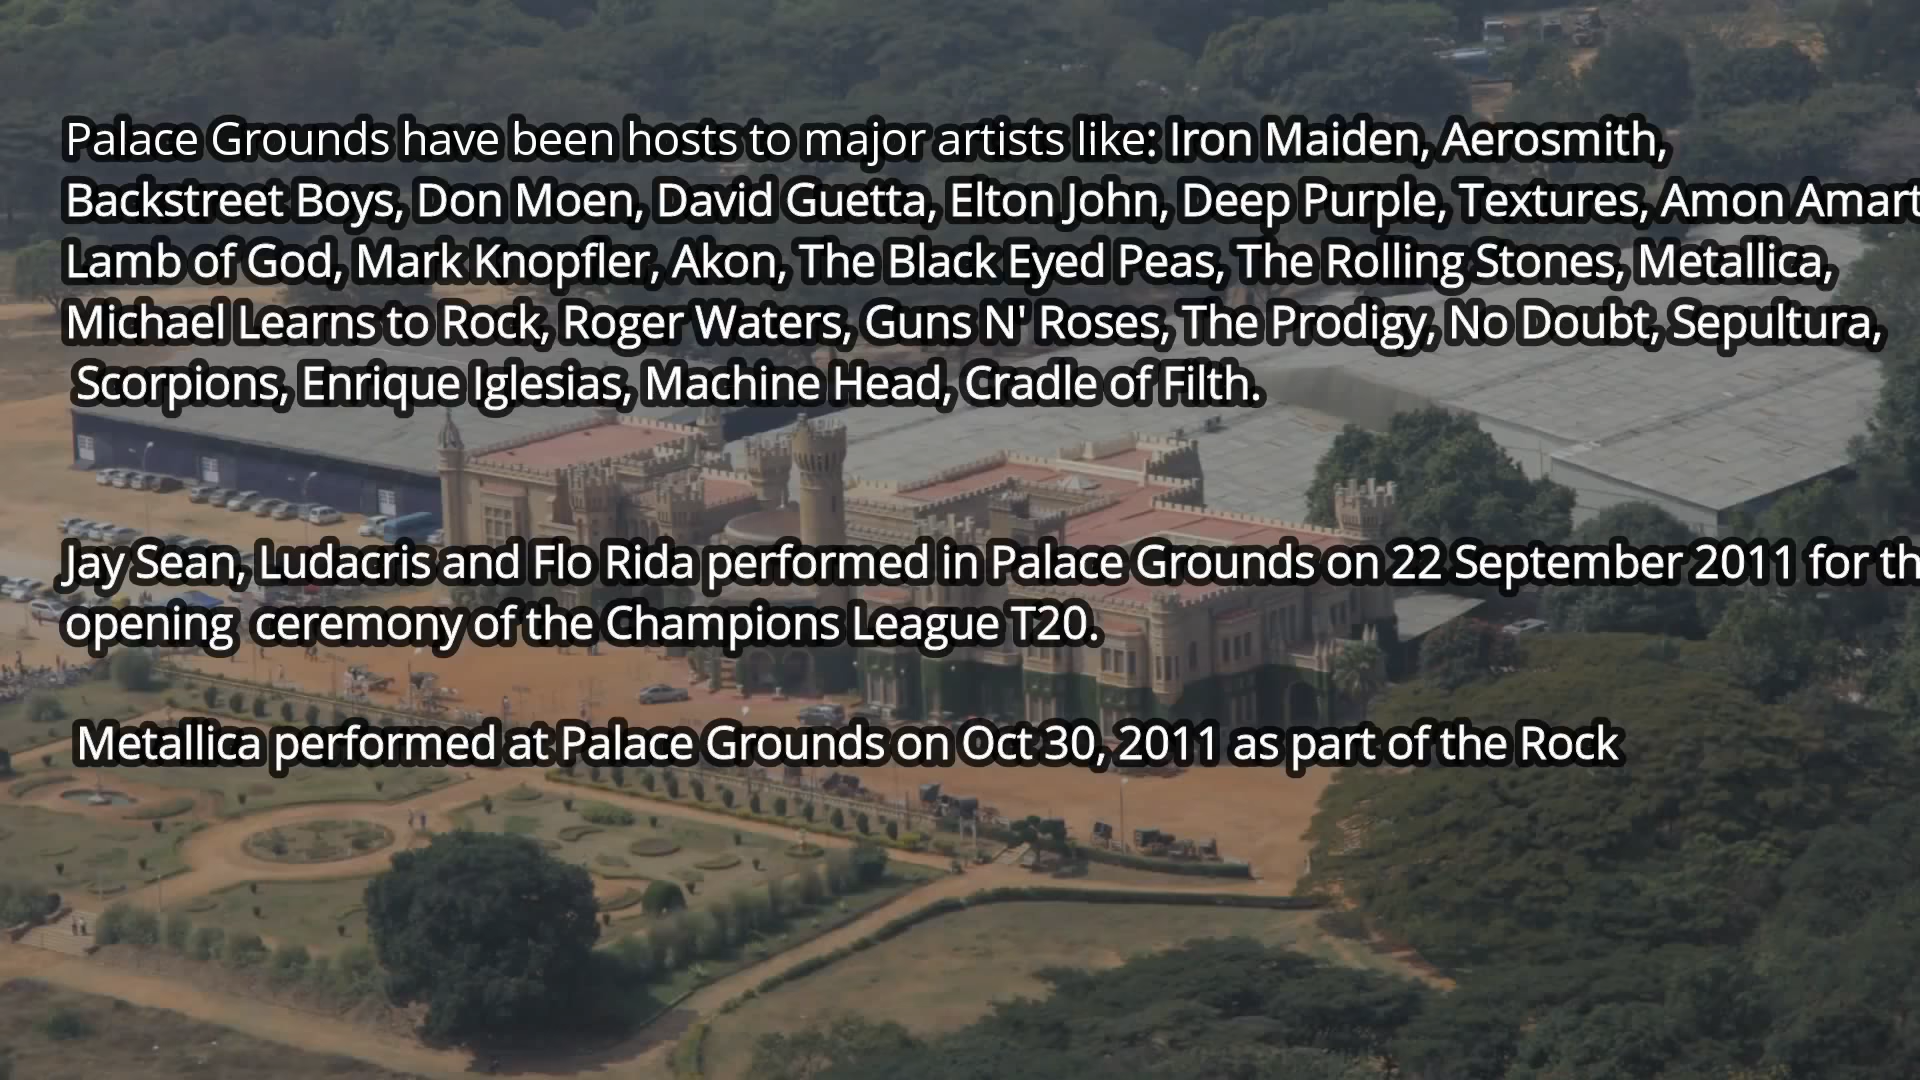 Palace Grounds have been hosts to major artists like: Iron Maiden, Aerosmith,
Backstreet Boys, Don Moen, David Guetta, Elton John, Deep Purple, Textures, Amon Amart
Lamb of God, Mark Knopfler, Akon, The Black Eyed Peas, The Rolling Stones, Metallica,
Michael Learns to Rock, Roger Waters, Guns N' Roses, The Prodigy, No Doubt, Sepultura,
Scorpions, Enrique Iglesias, Machine Head, Cradle of Filth.
Jay Sean, Ludacris and Flo Rida performed in Palace Grounds on 22 September 2011 for th
opening ceremony of the Champions League T20.
Metallica performed at Palace Grounds on Oct 30, 2011 as part of the Rock